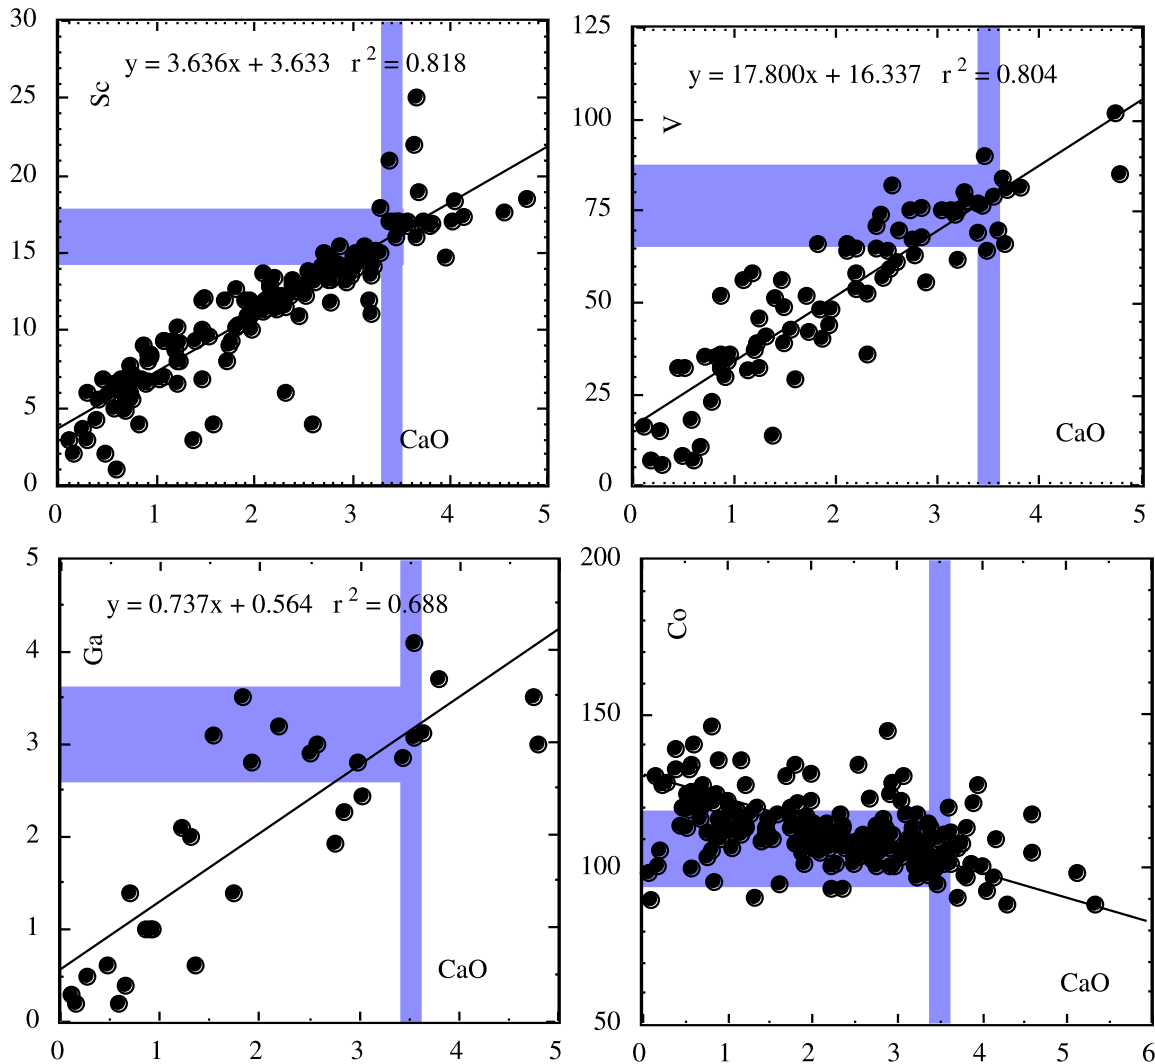 30
25
20
15
10
5
0
Sc
y = 3.636x + 3.633 r 2 = 0.818
CaO
0 1 2 3 4 5
125
100
75
50
25
0
V
y = 17.800x + 16.337 r 2 = 0.804
CaO
0 1 2 3 4 5
5
4
3
2
1
0
Ga
y = 0.737x + 0.564 r 2 = 0.688
CaO
0 1 2 3 4 5
200
150
100
50
Co
CaO
0 1 2 3 4 5 6